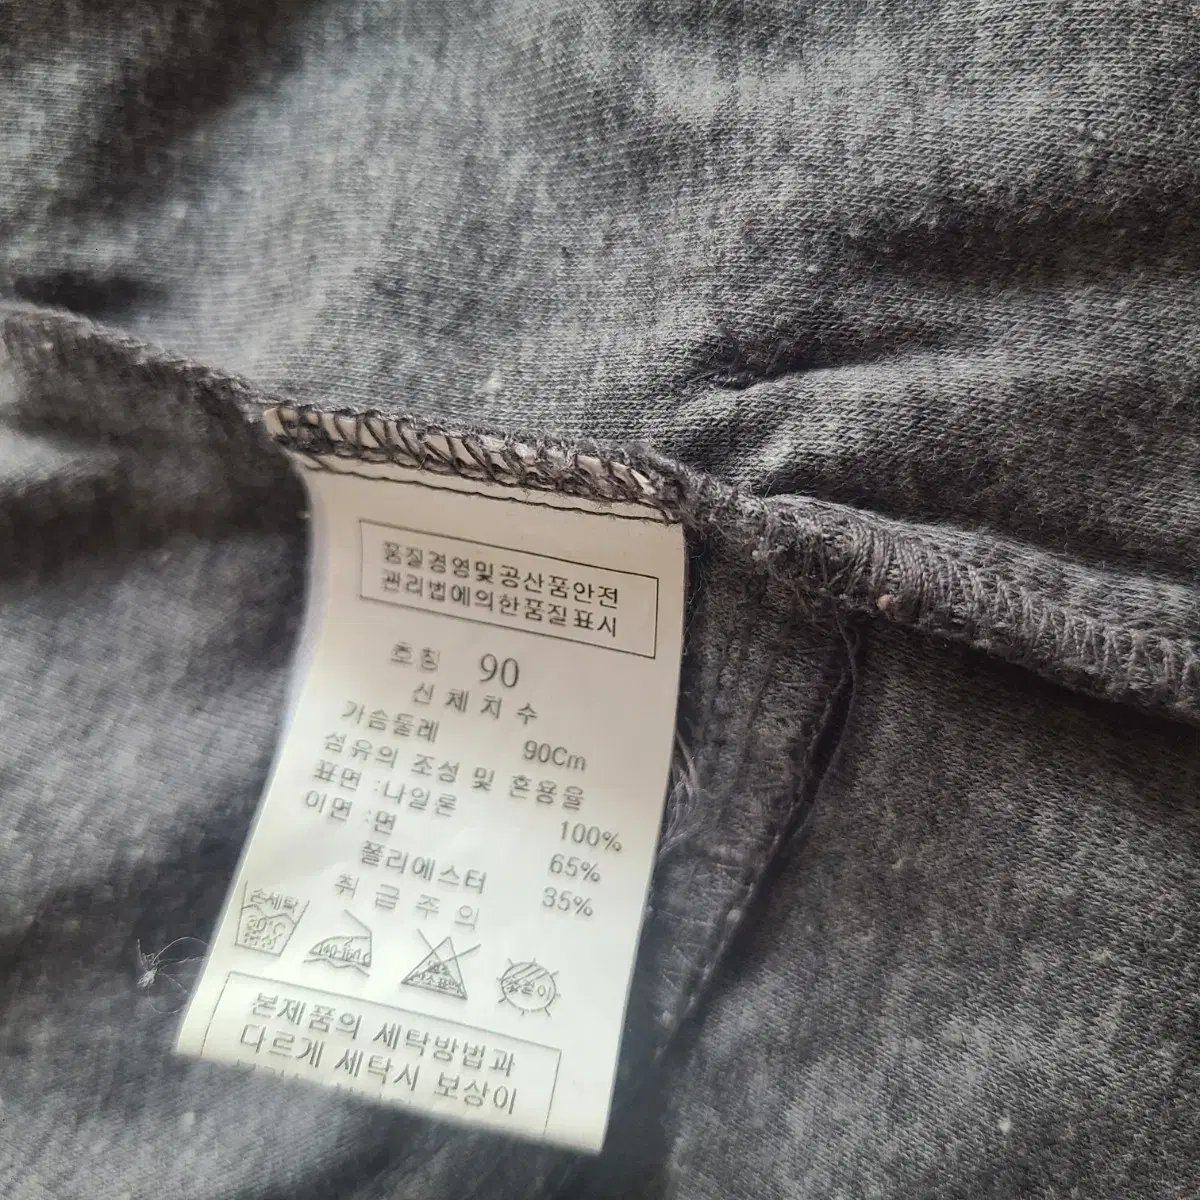 품질경영및공산품안전
관리법에의한품질표시
호칭 90
신 체 치 수
가슴둘레 90Cm
섬유의 조성 및 혼용율
표면 :나일론 100%
이면 :면 65%
폴리에스터 35%
취 급 주 의
손세탁
본제품의 세탁방법과
다르게 세탁시 보상이